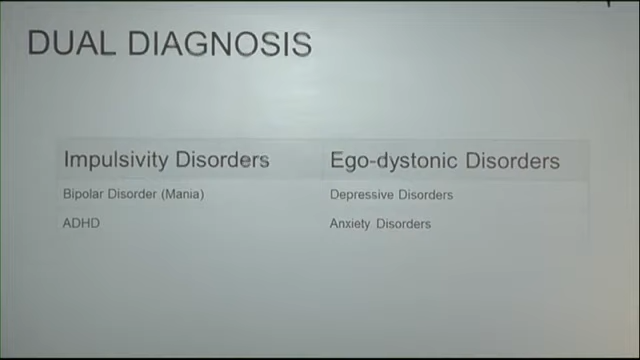 DUAL DIAGNOSIS
Impulsivity Disorders Ego-dystonic Disorders
Bipolar Disorder (Mania) Depressive Disorders
ADHD Anxiety Disorders